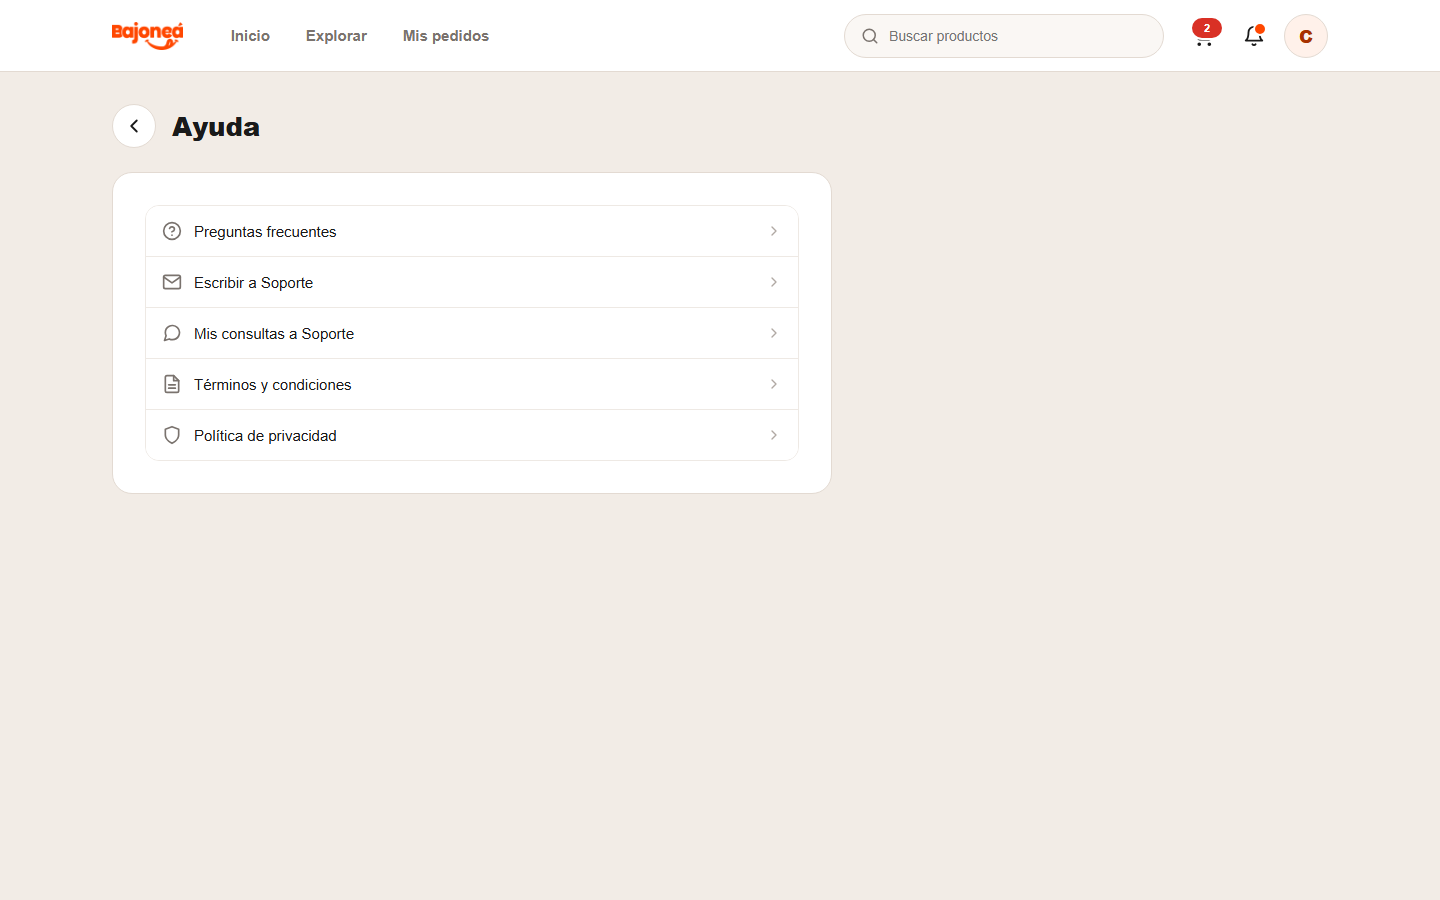 Bajoneá
Inicio
Explorar
Mis pedidos
Buscar productos
2
C
Ayuda
Preguntas frecuentes
Escribir a Soporte
Mis consultas a Soporte
Términos y condiciones
Política de privacidad